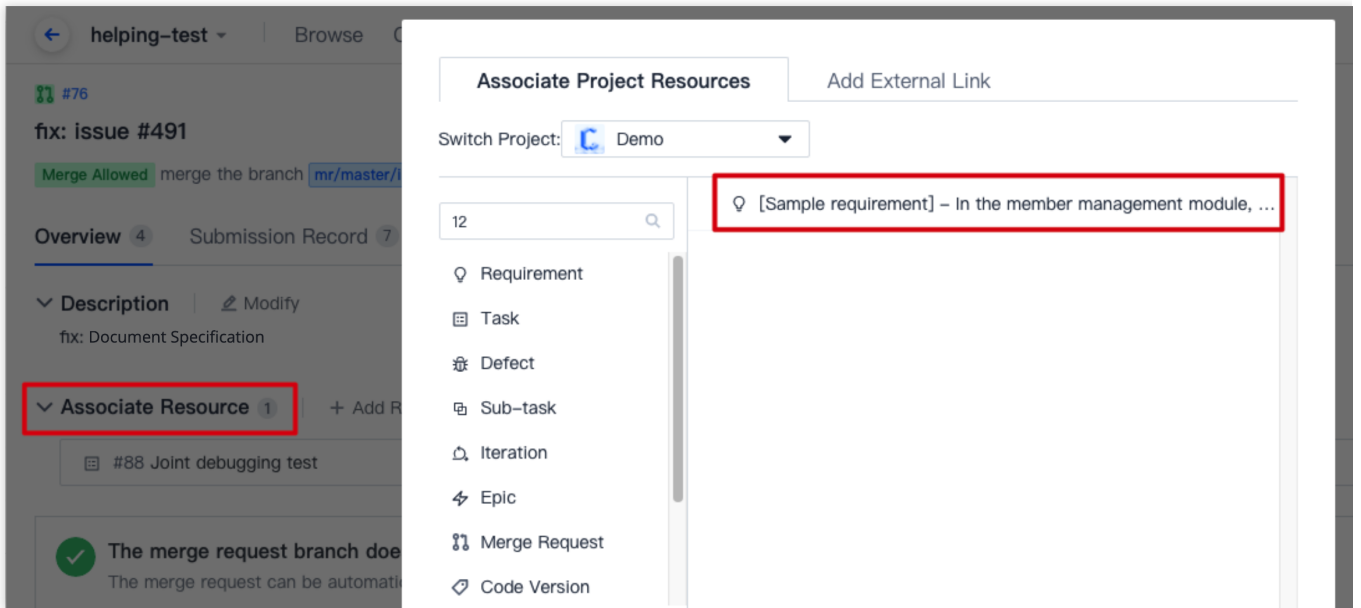 helping-test
Browse
#76
fix: issue #491
Merge Allowed merge the branch mr/master/
Overview 4 Submission Record 7
Description Modify
fix: Document Specification
Associate Resource 1 + Add R
#88 Joint debugging test
The merge request branch doe
The merge request can be automati
Associate Project Resources
Add External Link
Switch Project: Demo
12
Requirement
Task
Defect
Sub-task
Iteration
Epic
Merge Request
Code Version
[Sample requirement] - In the member management module, ...